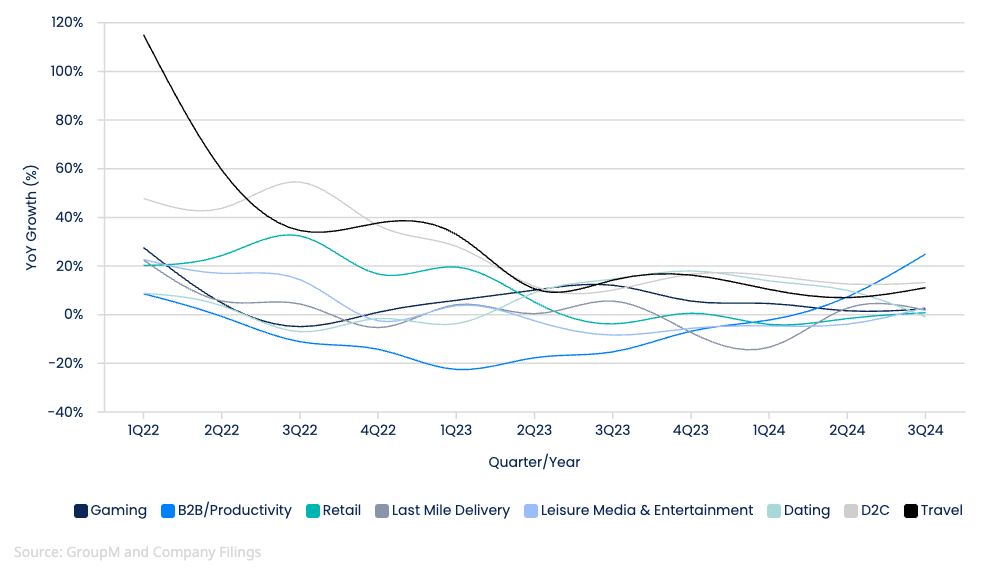 120%
100%
80%
60%
40%
20%
0%
−20%
−40%
YoY Growth (%)
1Q22 2Q22 3Q22 4Q22 1Q23 2Q23 3Q23 4Q23 1Q24 2Q24 3Q24
Quarter/Year
Gaming B2B/Productivity Retail Last Mile Delivery Leisure Media & Entertainment Dating D2C Travel
Source: GroupM and Company Filings